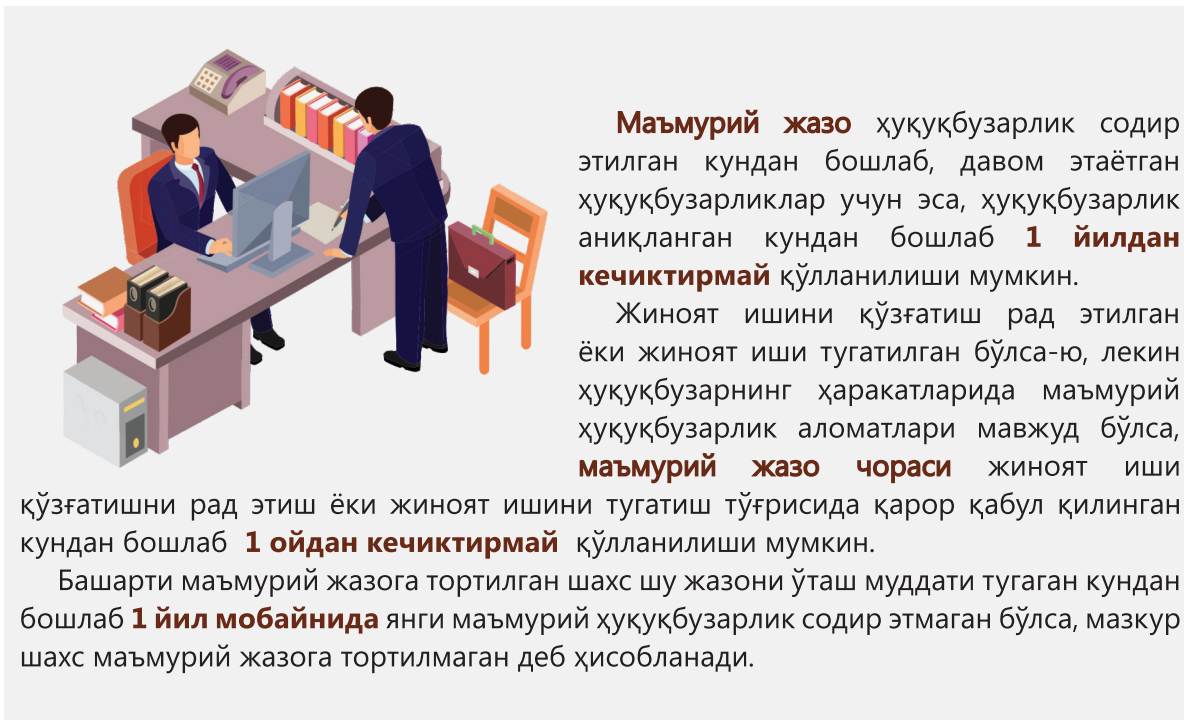 Маъмурий жазо ҳуқуқбузарлик содир
этилган кундан бошлаб, давом этаётган
ҳуқуқбузарликлар учун эса, ҳуқуқбузарлик
аниқланган кундан бошлаб 1 йилдан
кечиктирмай қўлланилиши мумкин.
Жиноят ишини қўзғатиш рад этилган
ёки жиноят иши тугатилган бўлса-ю, лекин
ҳуқуқбузарнинг ҳаракатларида маъмурий
ҳуқуқбузарлик аломатлари мавжуд бўлса,
маъмурий жазо чораси жиноят иши
қўзғатишни рад этиш ёки жиноят ишини тугатиш тўғрисида қарор қабул қилинган
кундан бошлаб 1 ойдан кечиктирмай қўлланилиши мумкин.
Башарти маъмурий жазога тортилган шахс шу жазони ўташ муддати тугаган кундан
бошлаб 1 йил мобайнида янги маъмурий ҳуқуқбузарлик содир этмаган бўлса, мазкур
шахс маъмурий жазога тортилмаган деб ҳисобланади.